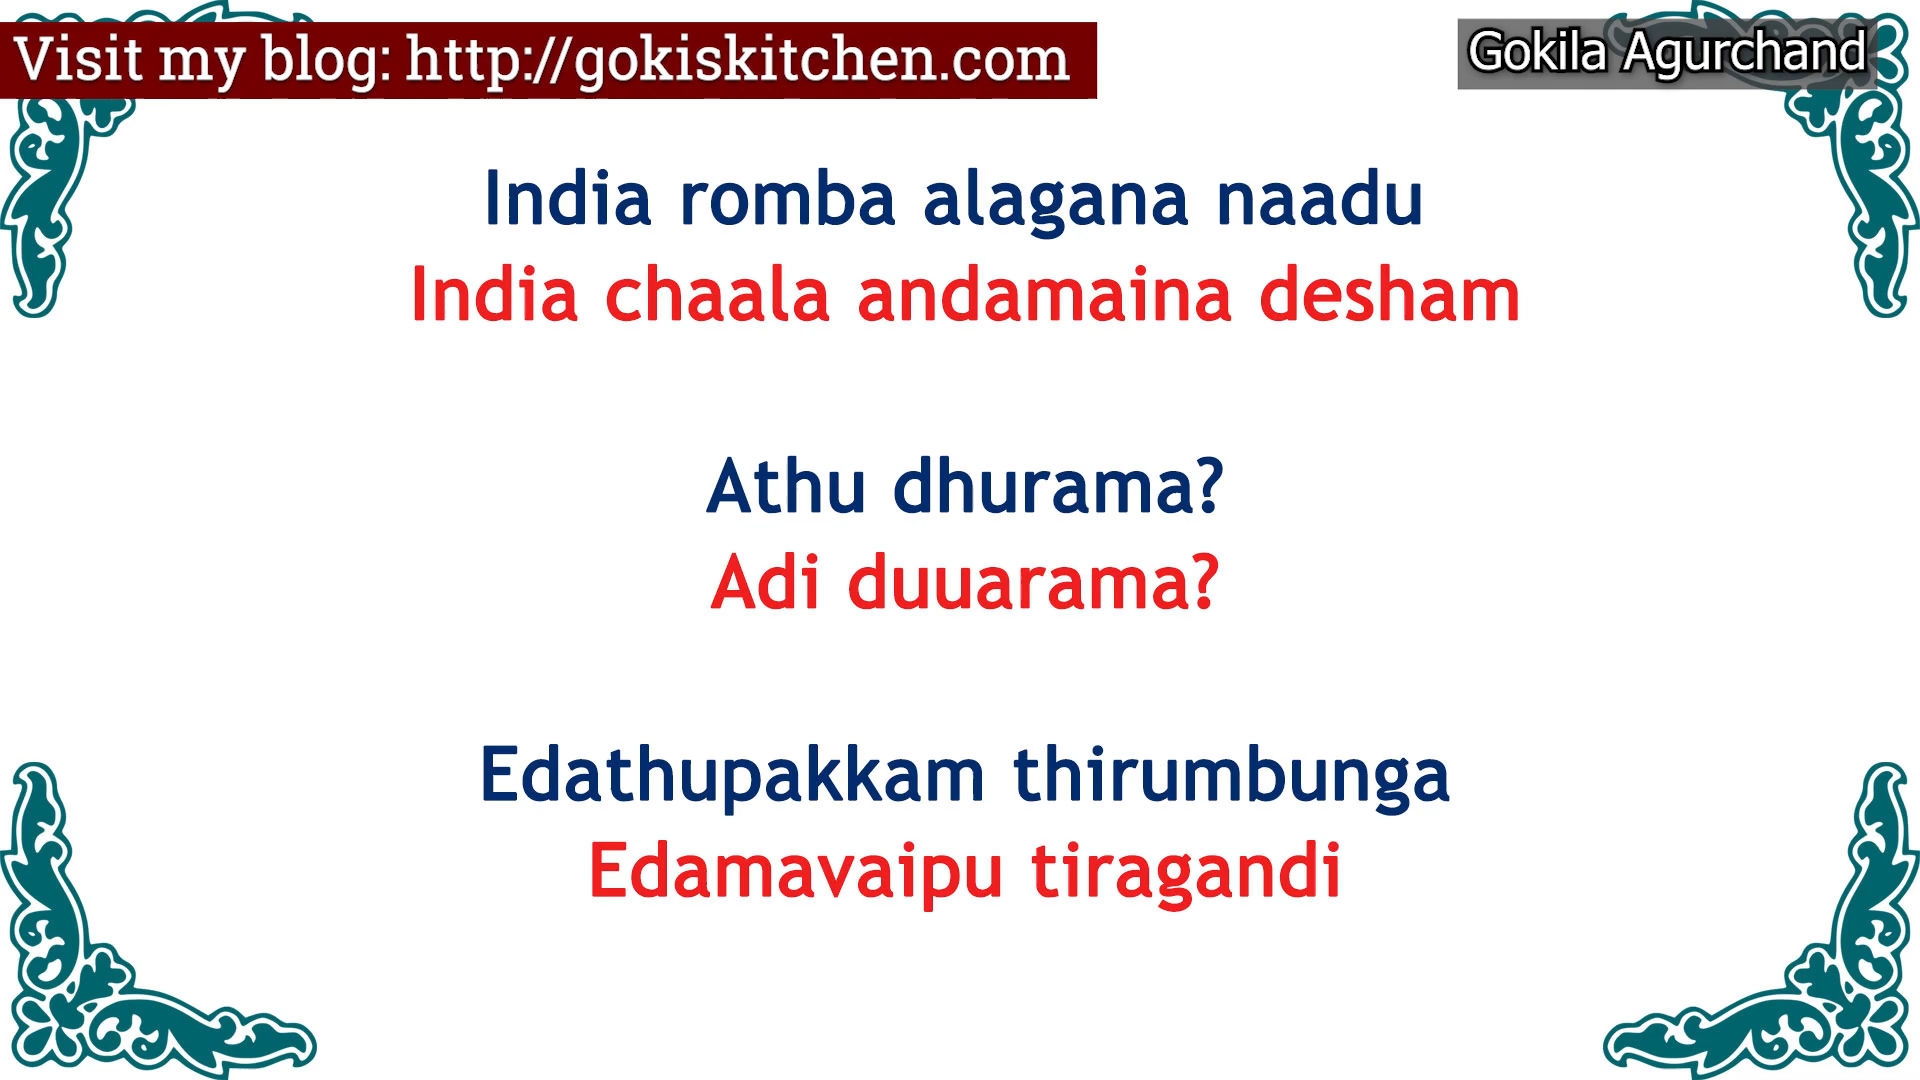 Visit my blog: http://gokiskitchen.com
Gokila Agurchand
India romba alagana naadu
India chaala andamaina desham
Athu dhurama?
Adi duuarama?
Edathupakkam thirumbunga
Edamavaipu tiragandi